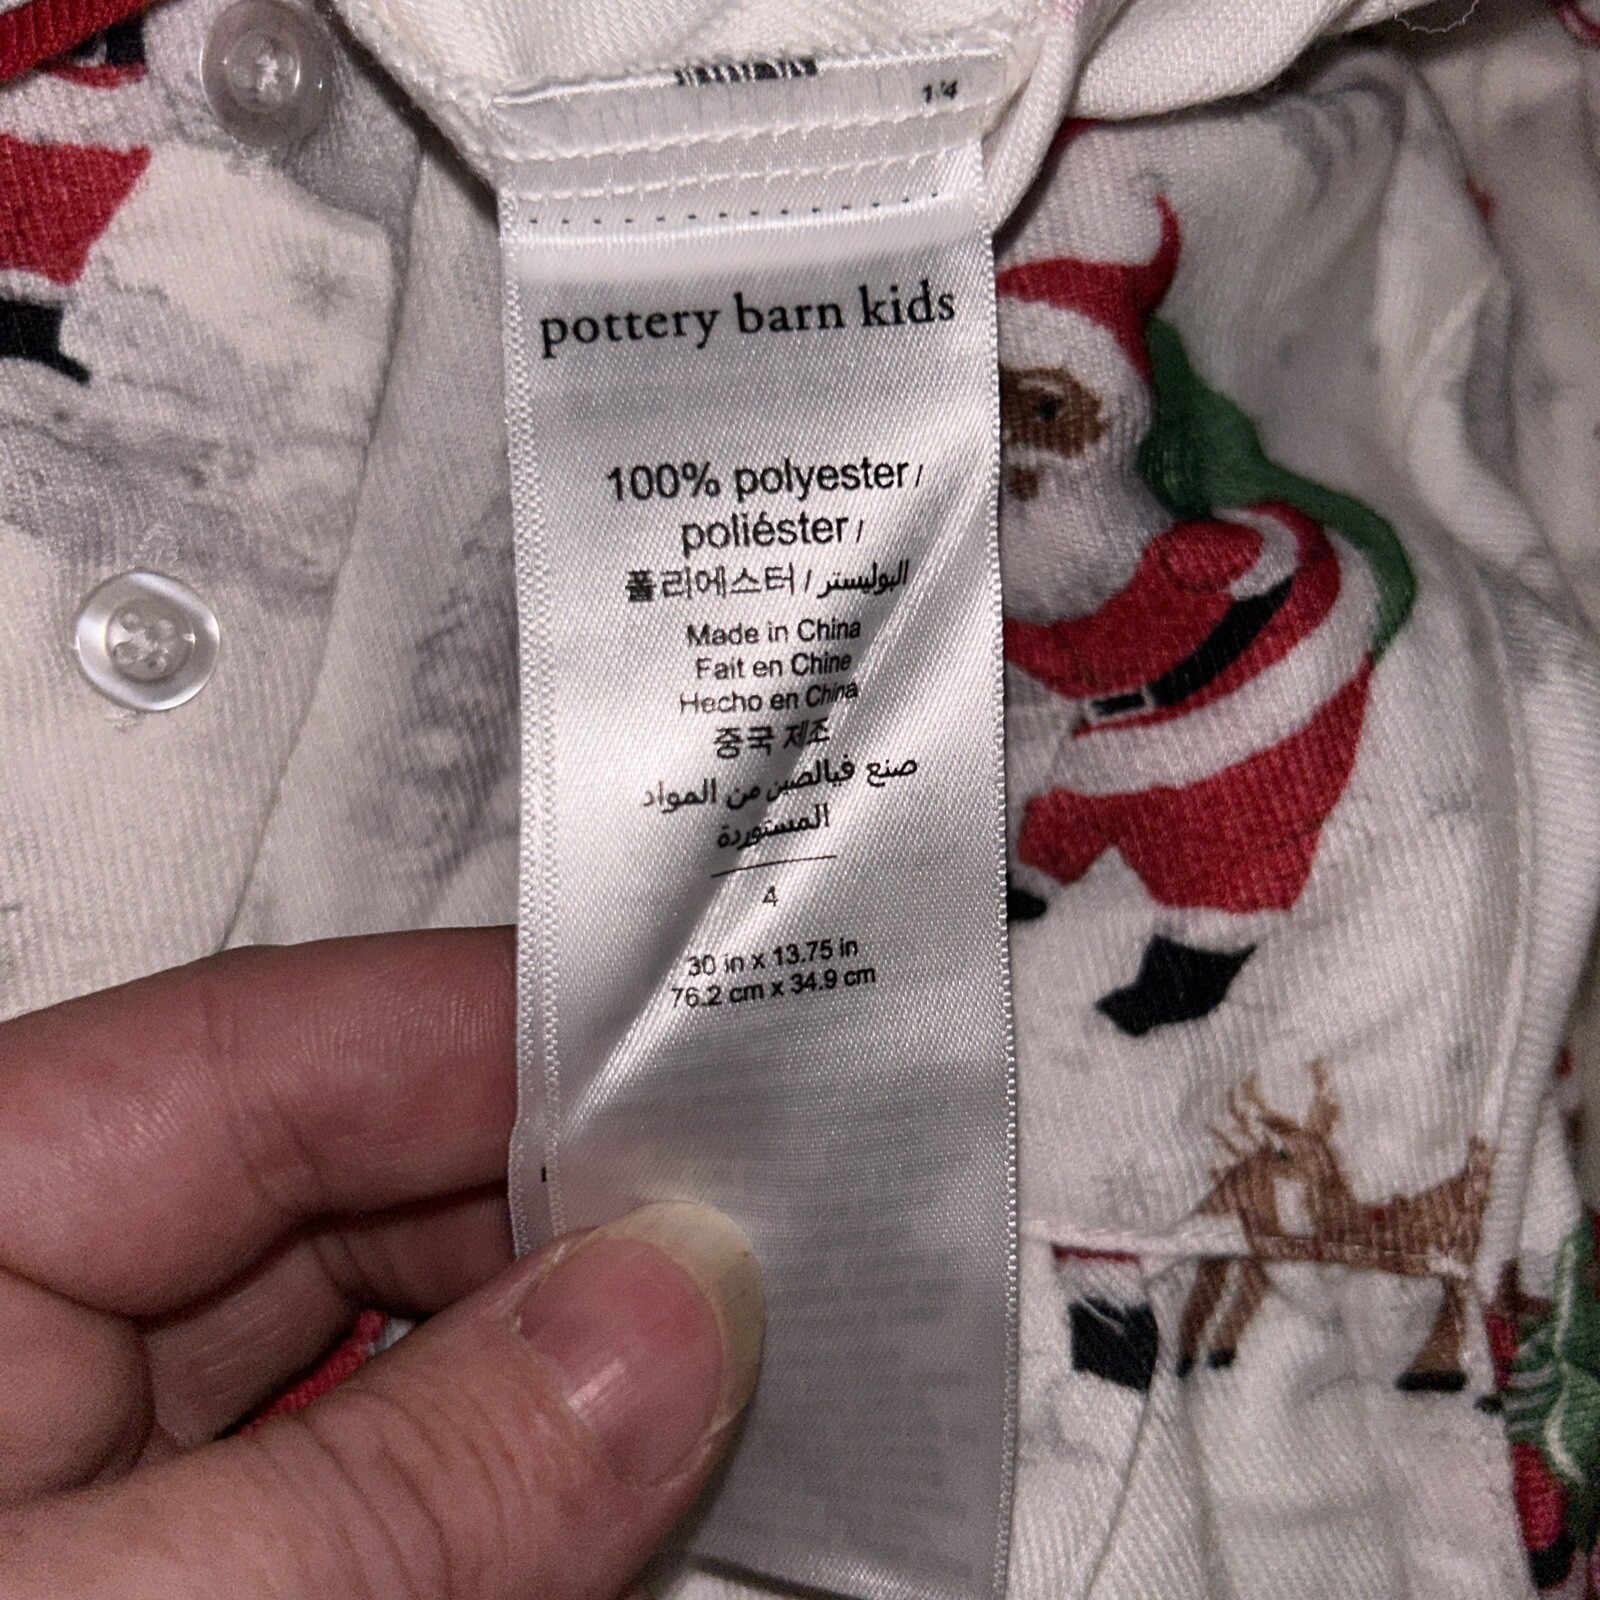 1/4
pottery barn kids
100% polyester /
poliéster /
폴리에스터 / البوليستر
Made in China
Fait en Chine
Hecho en China
중국 제조
صنع فيالصين من المواد
المستوردة
4
30 in x 13.75 in
76.2 cm x 34.9 cm